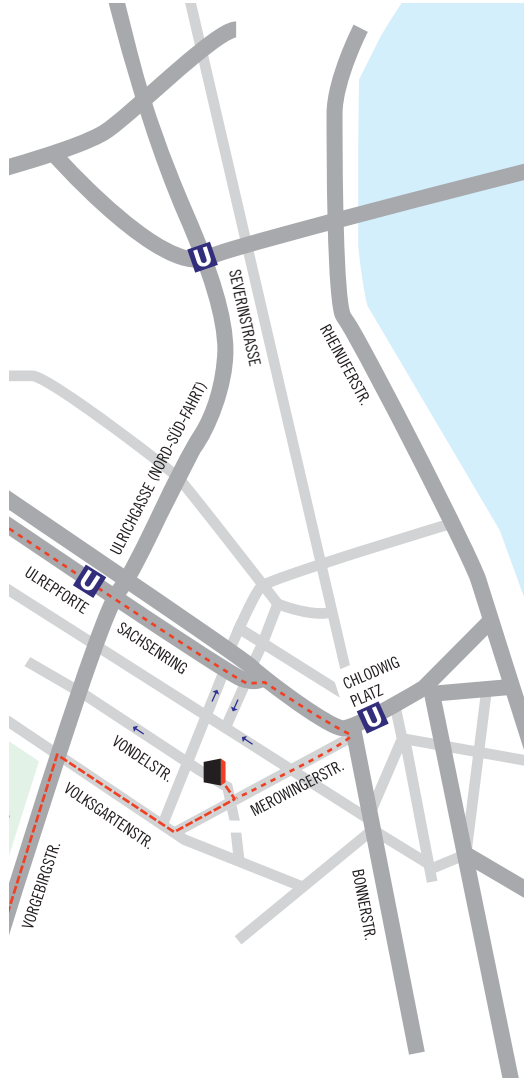 U
SEVERINSTRASSE
RHEINUFERSTR.
ULRICHGASSE (NORD-SÜD-FAHRT)
U
ULREPFORTE
SACHSENRING
CHLODWIG
PLATZ
U
VONDELSTR.
MEROWINGERSTR.
VOLKSGARTENSTR.
VORGEBIRGSTR.
BONNERSTR.